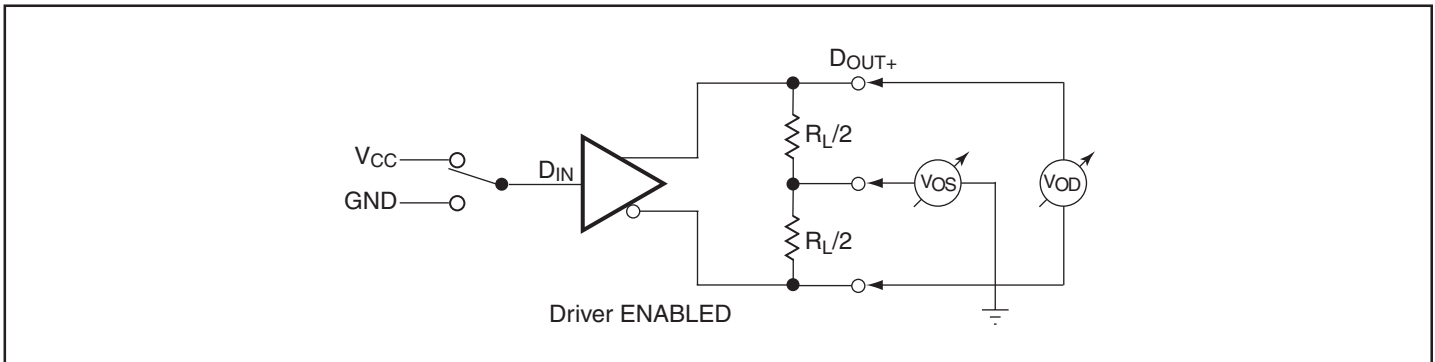 DOUT+
RL/2
VCC
DIN
VOS
VOD
GND
RL/2
Driver ENABLED